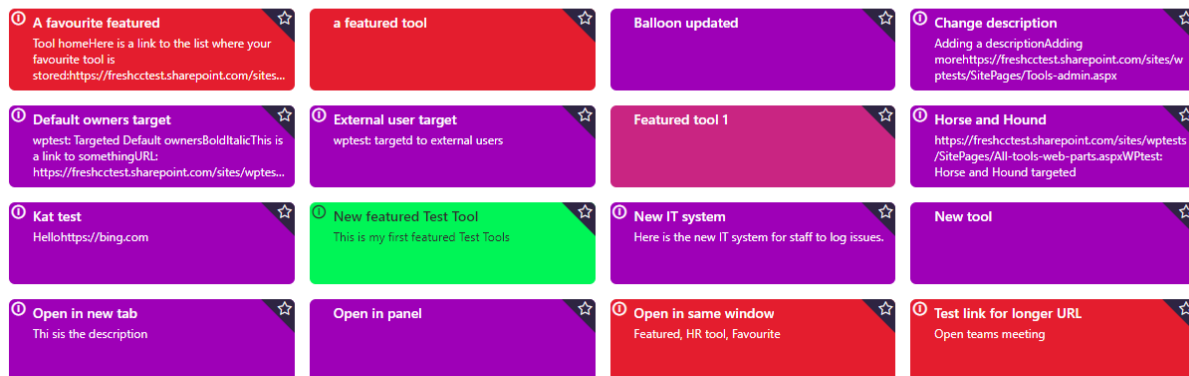 A favourite featured
Tool homeHere is a link to the list where your
favourite tool is
stored:https://freshcctest.sharepoint.com/sites...
a featured tool
Balloon updated
Change description
Adding a descriptionAdding
morehttps://freshcctest.sharepoint.com/sites/w
ptests/SitePages/Tools-admin.aspx
Default owners target
wptest: Targeted Default ownersBoldItalicThis is
a link to somethingURL:
https://freshcctest.sharepoint.com/sites/wptes...
External user target
wptest: targetd to external users
Featured tool 1
Horse and Hound
https://freshcctest.sharepoint.com/sites/wptests
/SitePages/All-tools-web-parts.aspxWPtest:
Horse and Hound targeted
Kat test
Hellohttps://bing.com
New featured Test Tool
This is my first featured Test Tools
New IT system
Here is the new IT system for staff to log issues.
New tool
Open in new tab
Thi sis the description
Open in panel
Open in same window
Featured, HR tool, Favourite
Test link for longer URL
Open teams meeting